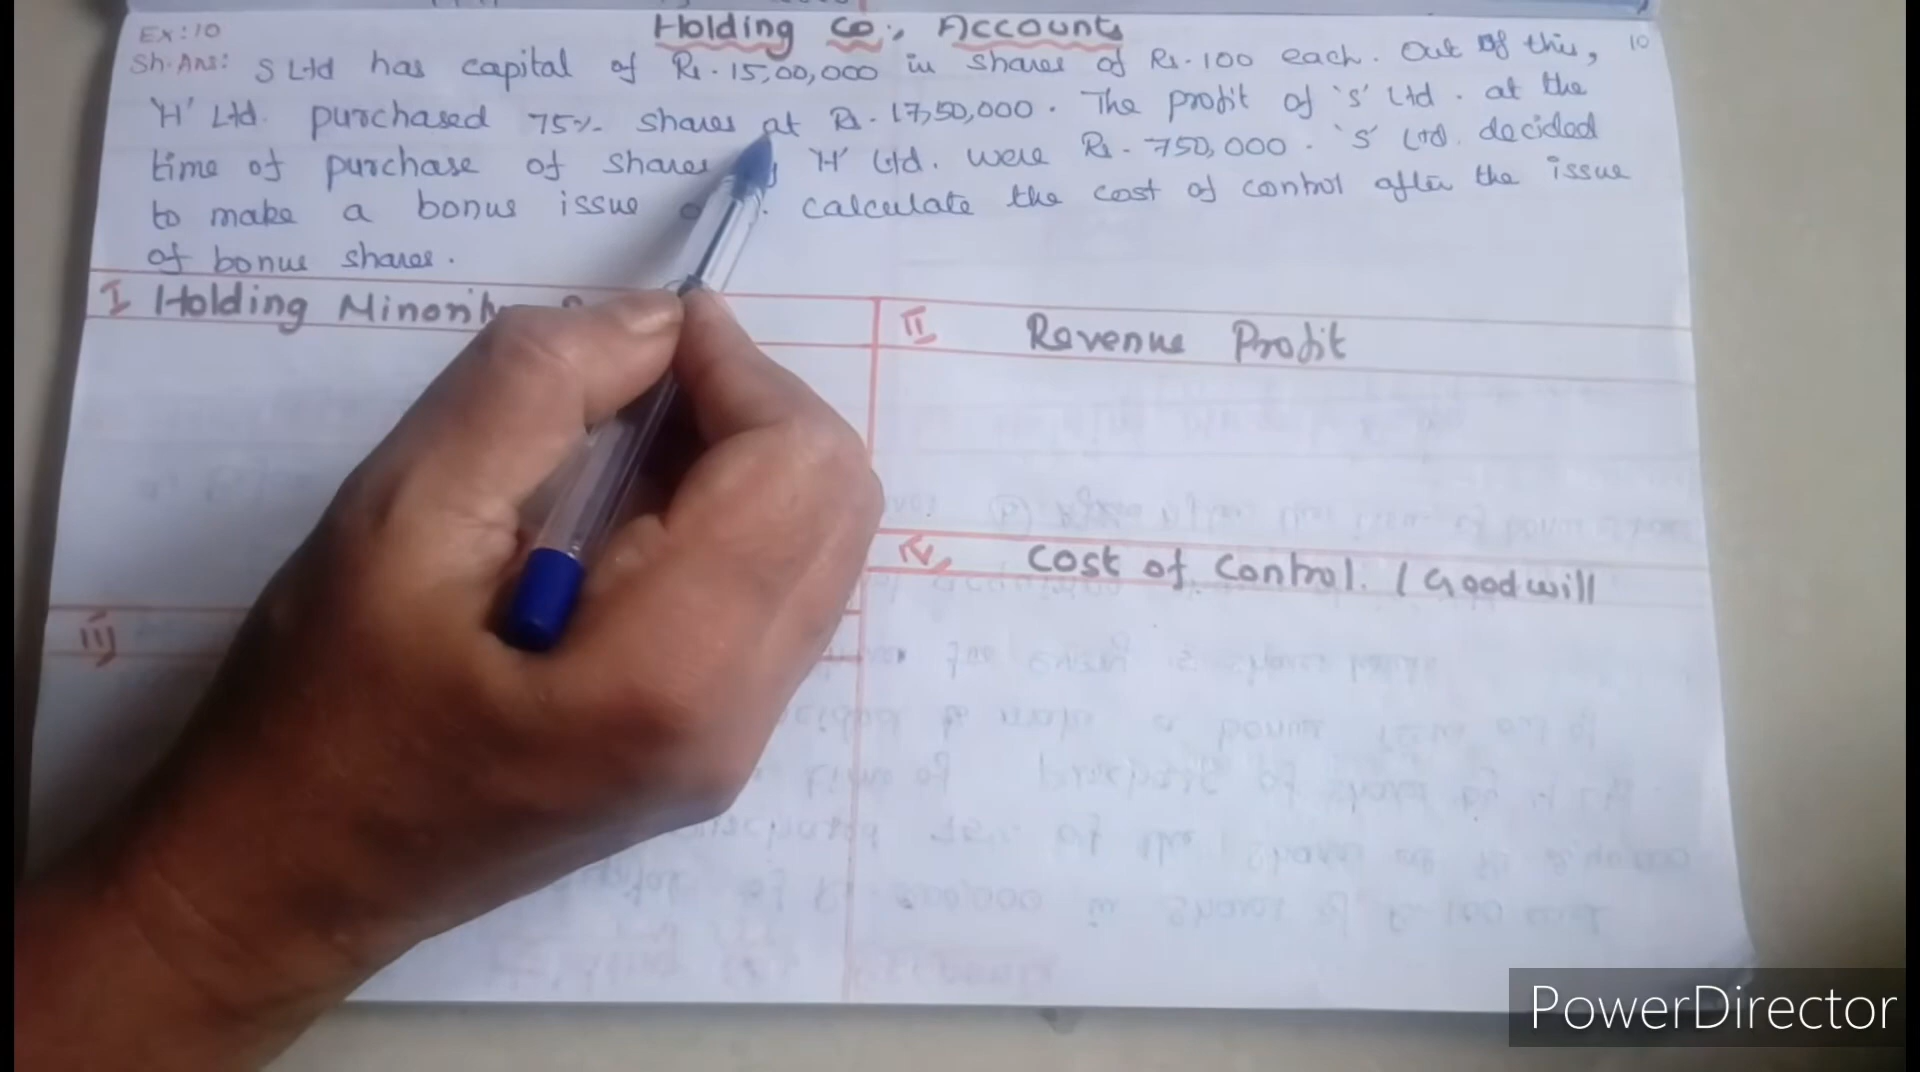 Holding Co., Accounts
Ex: 10
10
Sh. Ans: S Ltd has capital of Rs. 15,00,000 in shares of Rs. 100 each. Out of this,
'H' Ltd. purchased 75% shares at Rs. 17,50,000. The profit of 'S' Ltd. at the
time of purchase of shares 'H' Ltd. were Rs. 750,000. 'S' Ltd. decided
to make a bonus issue calculate the cost of control after the issue
of bonus shares.
I Holding Minority
II Revenue Profit
III
IV Cost of Control. / Goodwill
PowerDirector